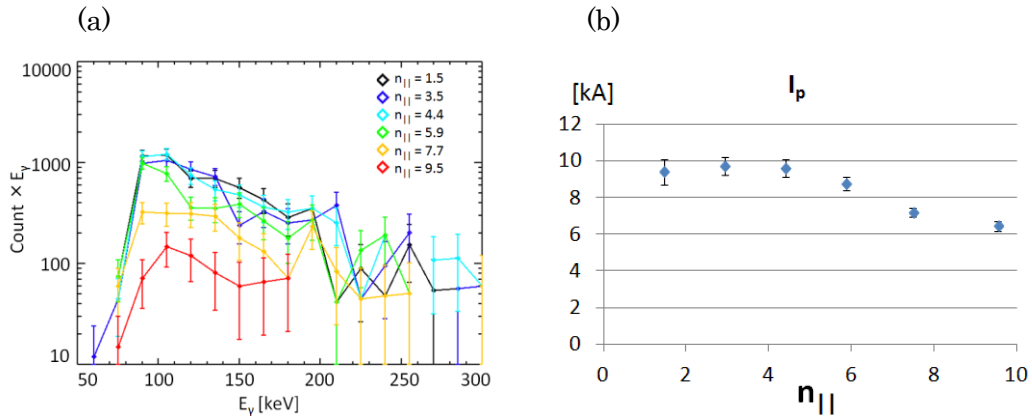 (a)
10000
1000
100
10
Count × Eᵧ
50
100
150
200
250
300
Eᵧ [keV]
n|| = 1.5
n|| = 3.5
n|| = 4.4
n|| = 5.9
n|| = 7.7
n|| = 9.5
(b)
Iₚ
[kA]
12
10
8
6
4
2
0
0
2
4
6
8
10
n||